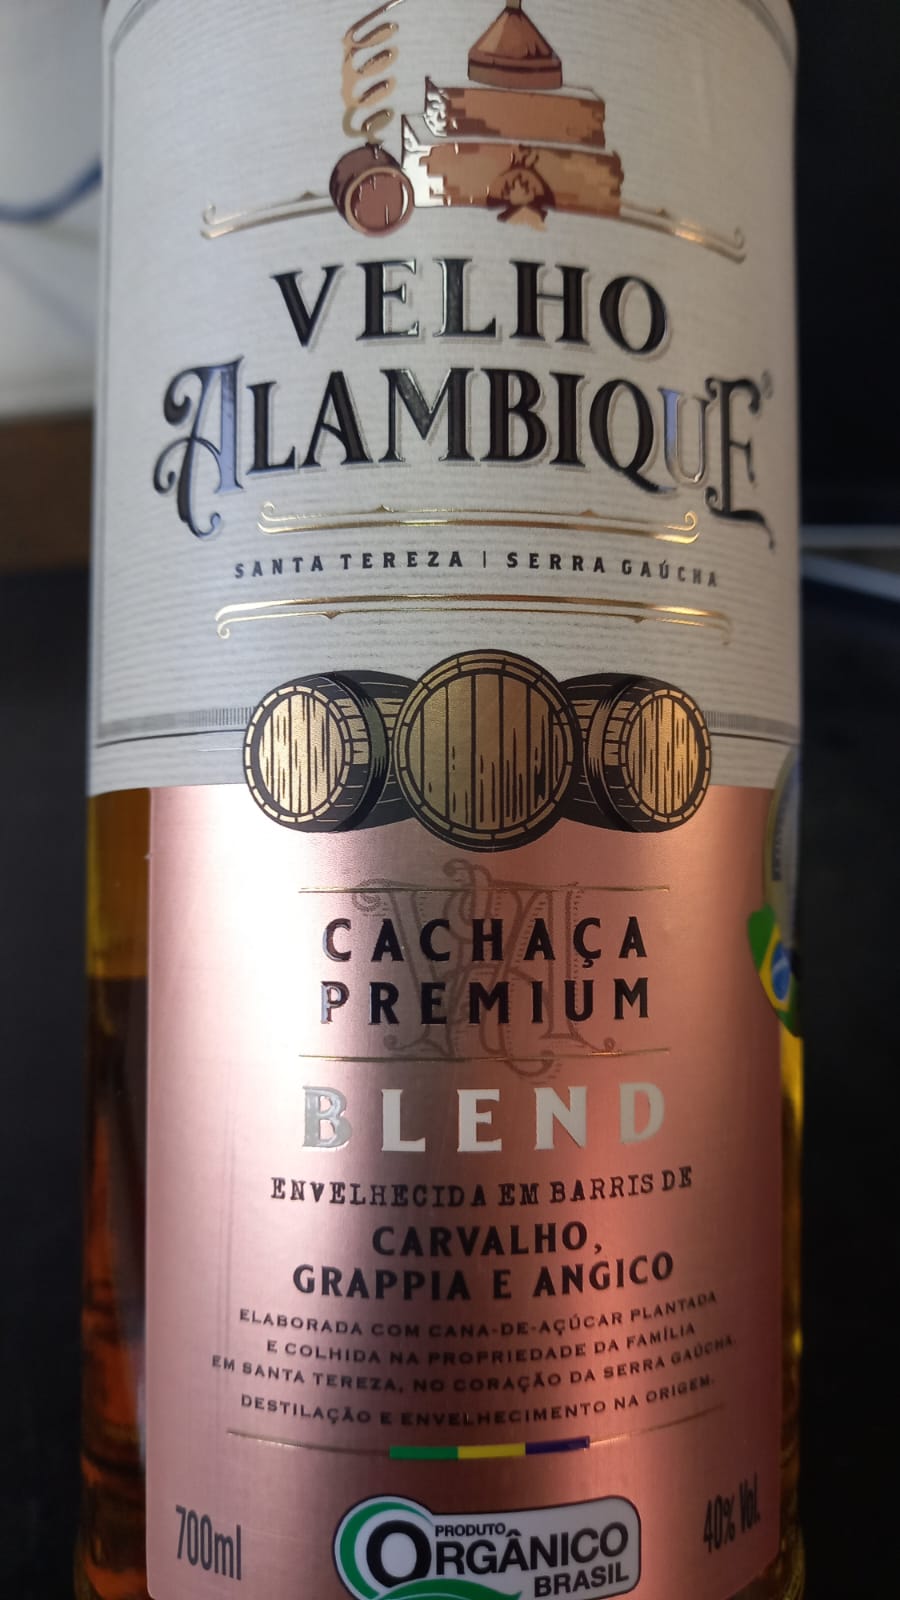 VELHO
ALAMBIQUE®
SANTA TEREZA | SERRA GAÚCHA
CACHAÇA
PREMIUM
BLEND
ENVELHECIDA EM BARRIS DE
CARVALHO,
GRAPPIA E ANGICO
ELABORADA COM CANA-DE-AÇÚCAR PLANTADA
E COLHIDA NA PROPRIEDADE DA FAMÍLIA
EM SANTA TEREZA, NO CORAÇÃO DA SERRA GAÚCHA.
DESTILAÇÃO E ENVELHECIMENTO NA ORIGEM.
700ml
PRODUTO
ORGÂNICO
BRASIL
40% Vol.